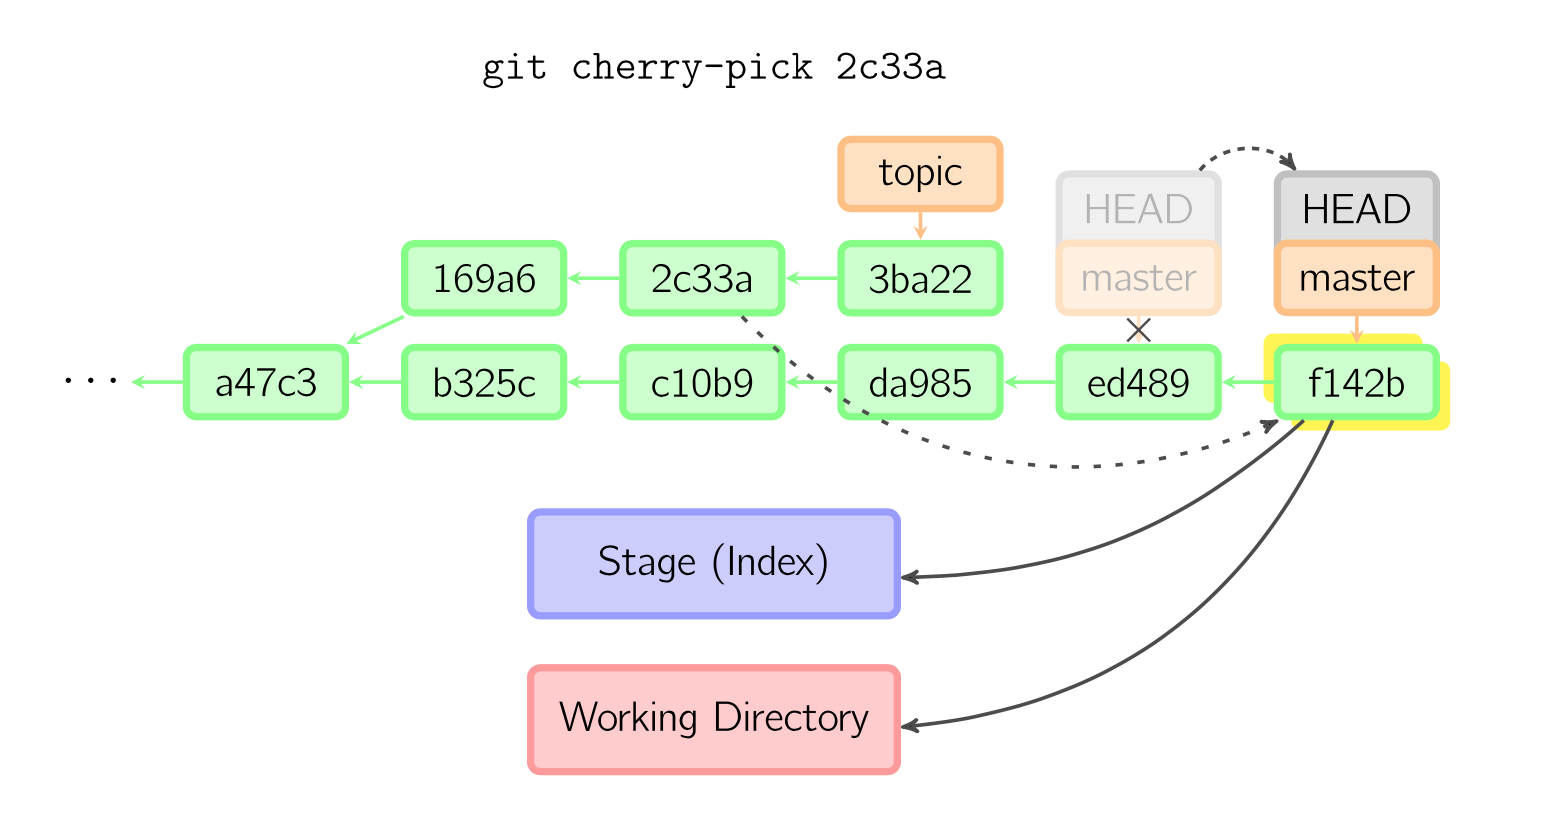 git cherry-pick 2c33a
topic
HEAD
HEAD
169a6
2c33a
3ba22
master
master
...
a47c3
b325c
c10b9
da985
ed489
f142b
Stage (Index)
Working Directory